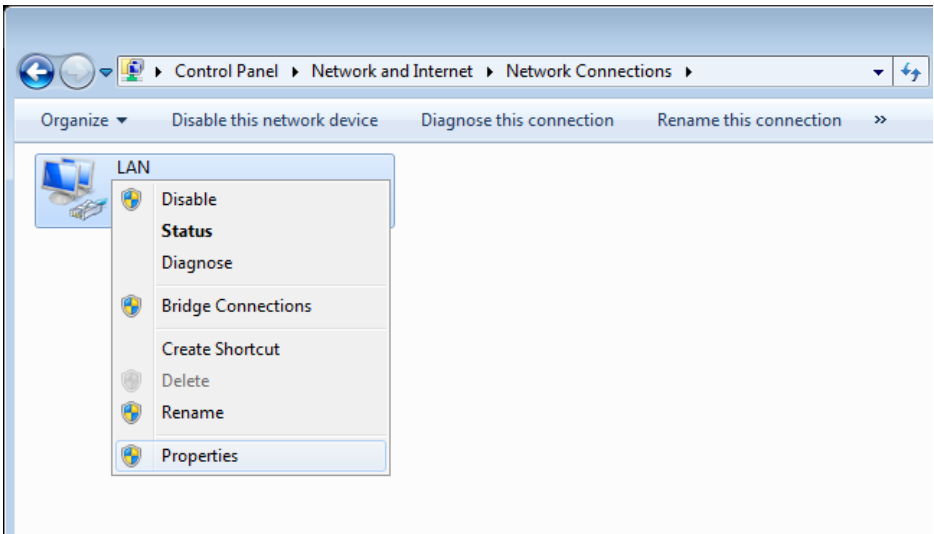 Control Panel Network and Internet Network Connections
Organize Disable this network device Diagnose this connection Rename this connection »
LAN
Disable
Status
Diagnose
Bridge Connections
Create Shortcut
Delete
Rename
Properties